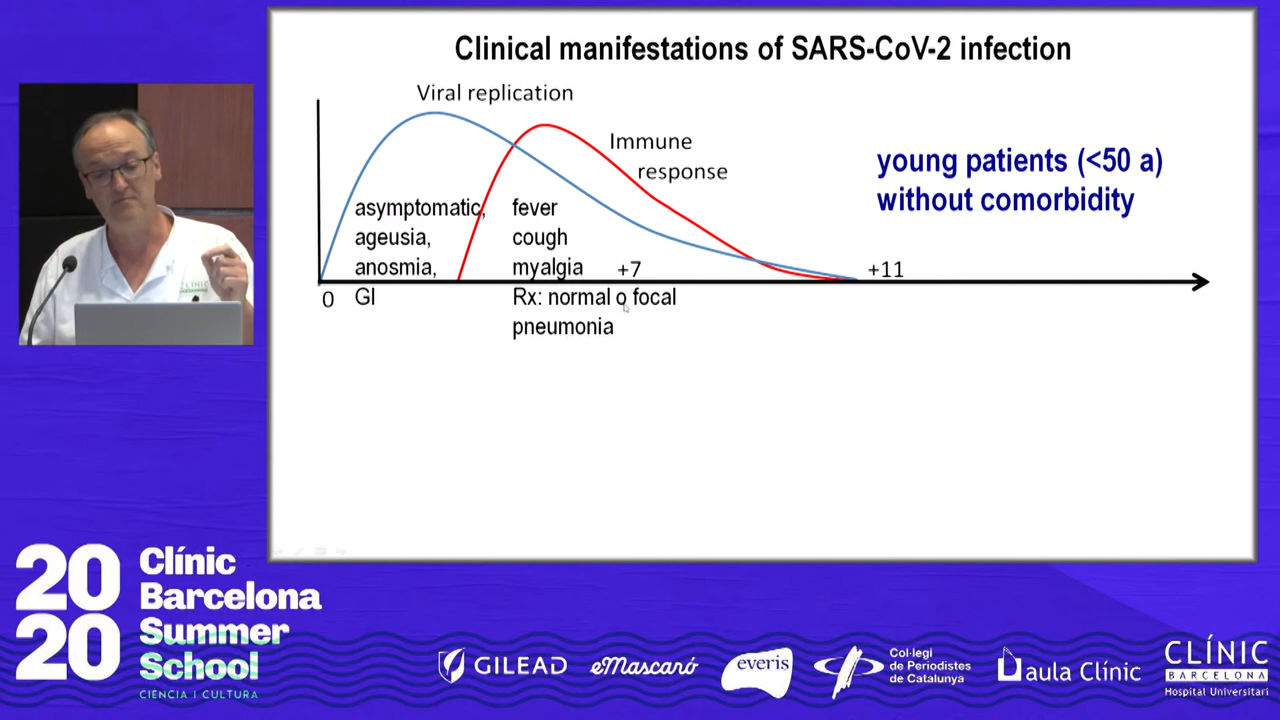 Clinical manifestations of SARS-CoV-2 infection
Viral replication
Immune
response
young patients (<50 a)
without comorbidity
asymptomatic,
ageusia,
anosmia,
GI
fever
cough
myalgia
Rx: normal o focal
pneumonia
0
+7
+11
CLÍNIC
2020
Clínic
Barcelona
Summer
School
CIÈNCIA I CULTURA
GILEAD
eMascaró
everis
Col·legi
de Periodistes
de Catalunya
aula Clínic
CLÍNIC
BARCELONA
Hospital Universitari